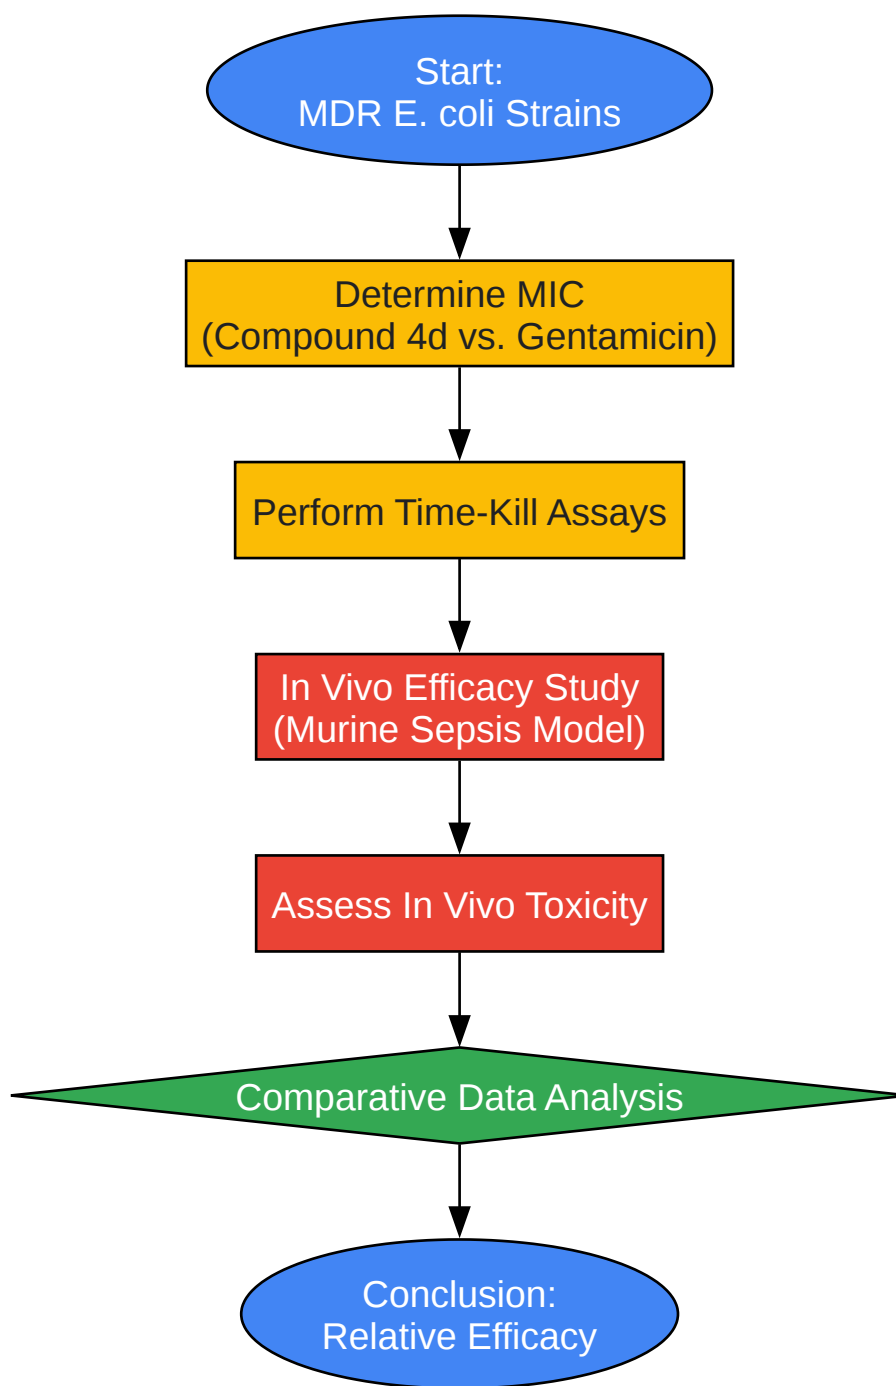 Start:
MDR E. coli Strains
Determine MIC
(Compound 4d vs. Gentamicin)
Perform Time-Kill Assays
In Vivo Efficacy Study
(Murine Sepsis Model)
Assess In Vivo Toxicity
Comparative Data Analysis
Conclusion:
Relative Efficacy